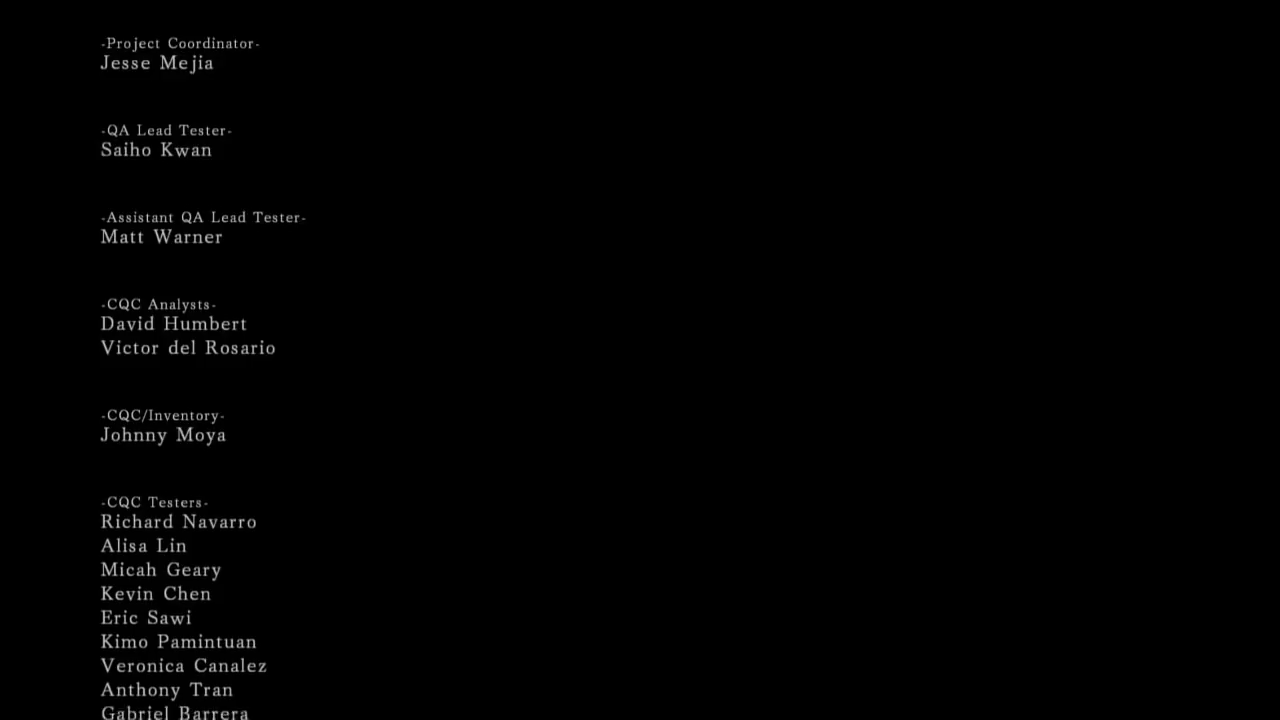 -Project Coordinator-
Jesse Mejia
-QA Lead Tester-
Saiho Kwan
-Assistant QA Lead Tester-
Matt Warner
-CQC Analysts-
David Humbert
Victor del Rosario
-CQC/Inventory-
Johnny Moya
-CQC Testers-
Richard Navarro
Alisa Lin
Micah Geary
Kevin Chen
Eric Sawi
Kimo Pamintuan
Veronica Canalez
Anthony Tran
Gabriel Barrera